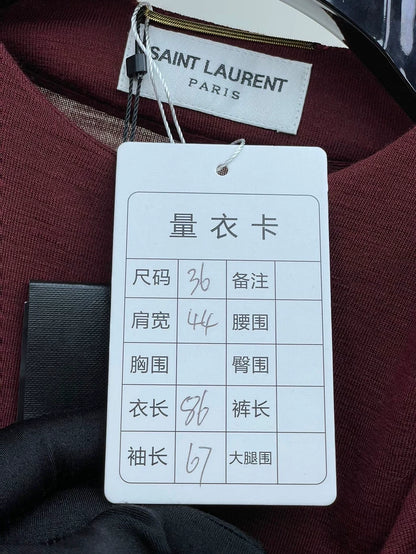 SAINT LAURENT
PARIS
量衣卡
尺码 36 备注
肩宽 44 腰围
胸围 臀围
衣长 86 裤长
袖长 67 大腿围